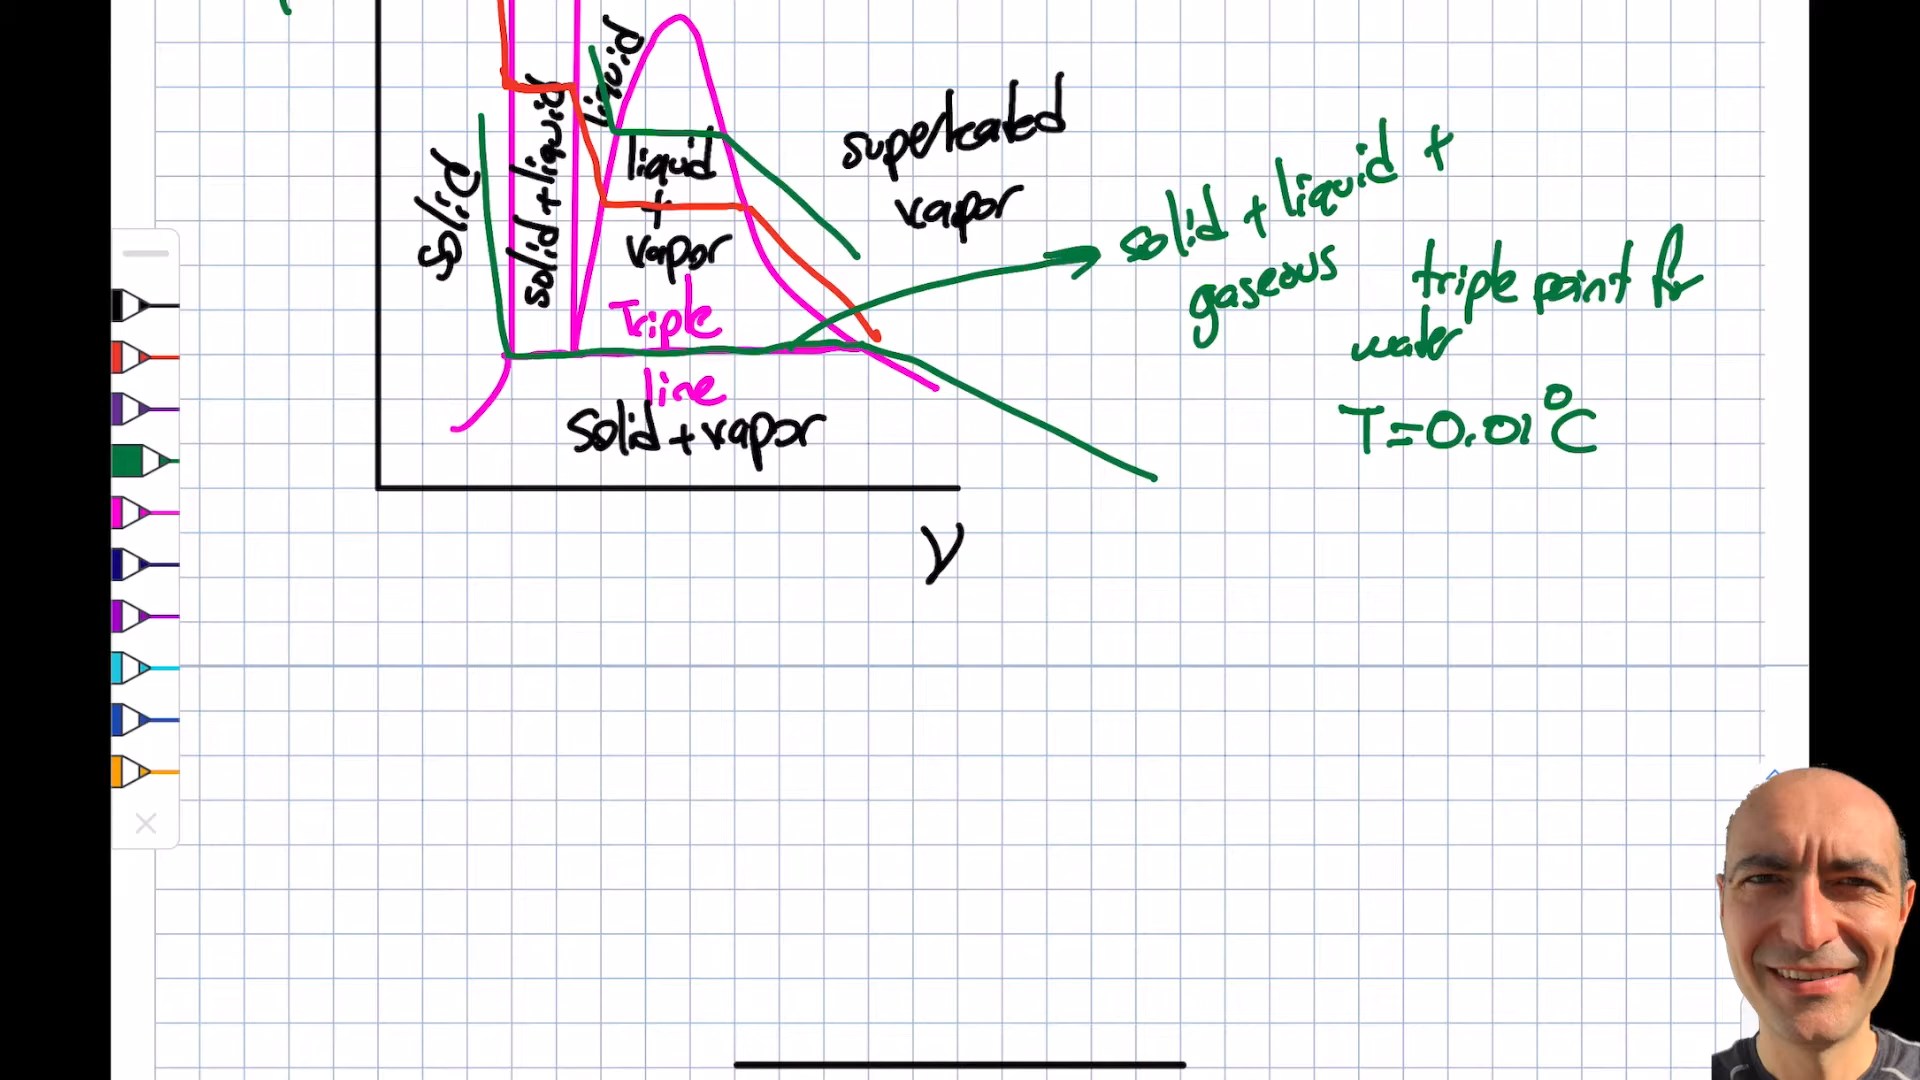 solid
solid + liquid
liquid
liquid
+
vapor
superheated
vapor
Triple
line
solid + vapor
solid + liquid +
gaseous
triple point for
water
T = 0.01°C
V